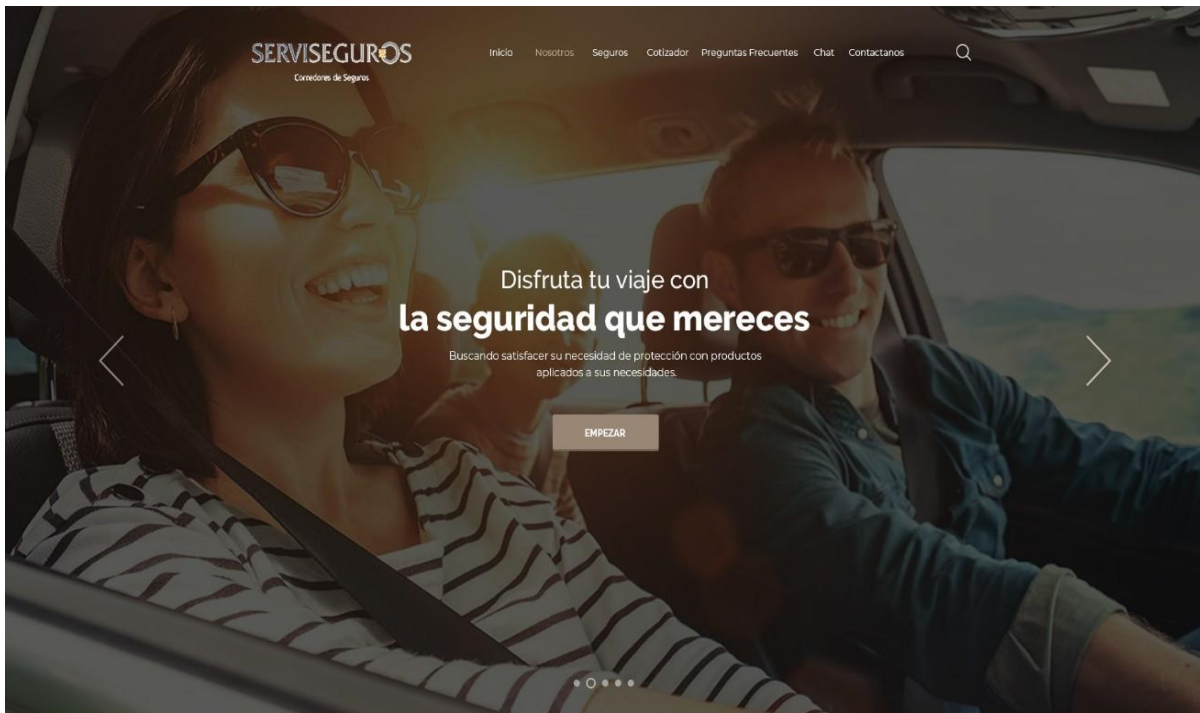 SERVISEGUROS
Corredores de Seguros
Inicio Nosotros Seguros Cotizador Preguntas Frecuentes Chat Contactanos
Disfruta tu viaje con
la seguridad que mereces
Buscando satisfacer su necesidad de protección con productos
aplicados a sus necesidades.
EMPEZAR